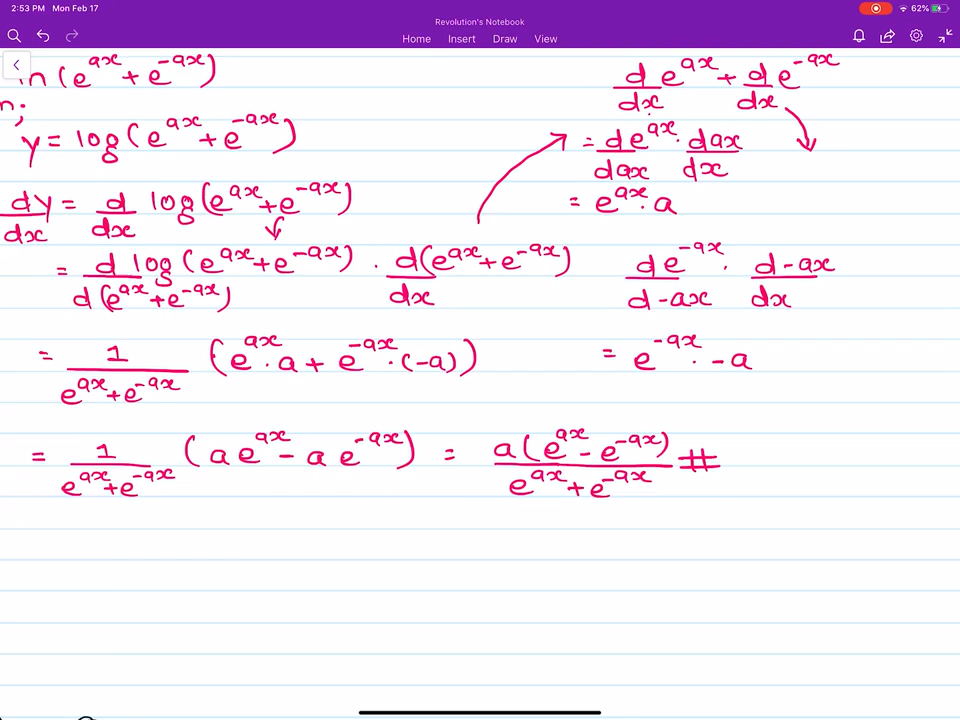 2:53 PM Mon Feb 17
62%
Revolution's Notebook
Home Insert Draw View
ln(e^ax + e^-ax)
n;
y = log(e^ax + e^-ax)
dy/dx = d/dx log(e^ax + e^-ax)
= d log(e^ax + e^-ax)/d(e^ax + e^-ax) · d(e^ax + e^-ax)/dx
= 1/(e^ax + e^-ax) (e^ax · a + e^-ax · (-a))
= 1/(e^ax + e^-ax) (ae^ax - ae^-ax) = a(e^ax - e^-ax)/(e^ax + e^-ax) #
d/dx e^ax + d/dx e^-ax
= de^ax/dax · dax/dx
= e^ax · a
de^-ax/d-ax · d-ax/dx
= e^-ax · -a